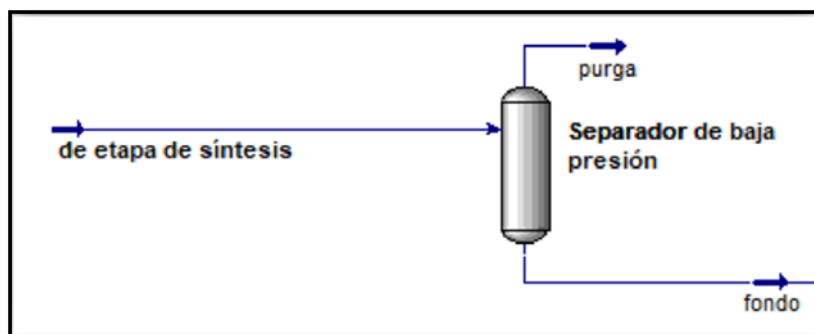 purga
de etapa de síntesis
Separador de baja
presión
fondo